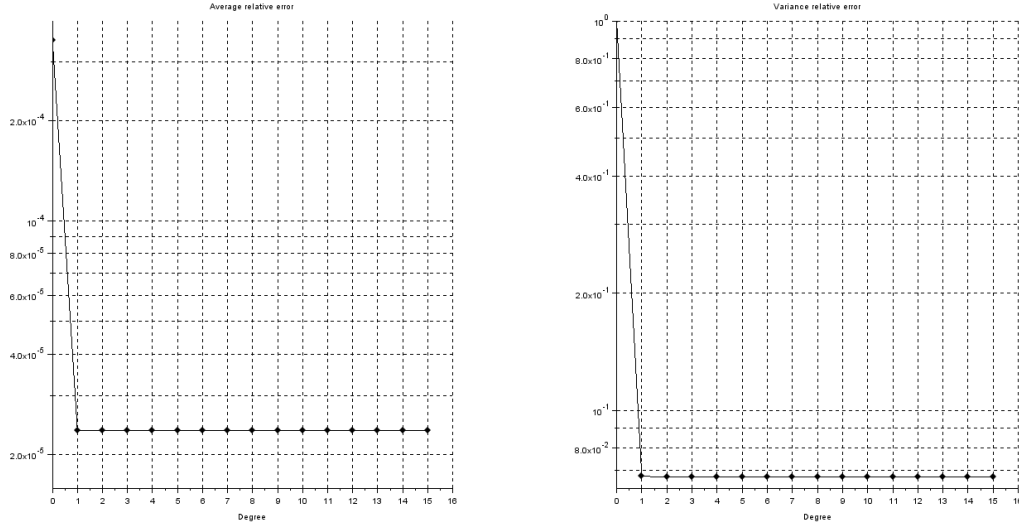 Average relative error
2.0x10^-4
10^-4
8.0x10^-5
6.0x10^-5
4.0x10^-5
2.0x10^-5
0 1 2 3 4 5 6 7 8 9 10 11 12 13 14 15 16
Degree
Variance relative error
10^0
8.0x10^-1
6.0x10^-1
4.0x10^-1
2.0x10^-1
10^-1
8.0x10^-2
0 1 2 3 4 5 6 7 8 9 10 11 12 13 14 15 16
Degree